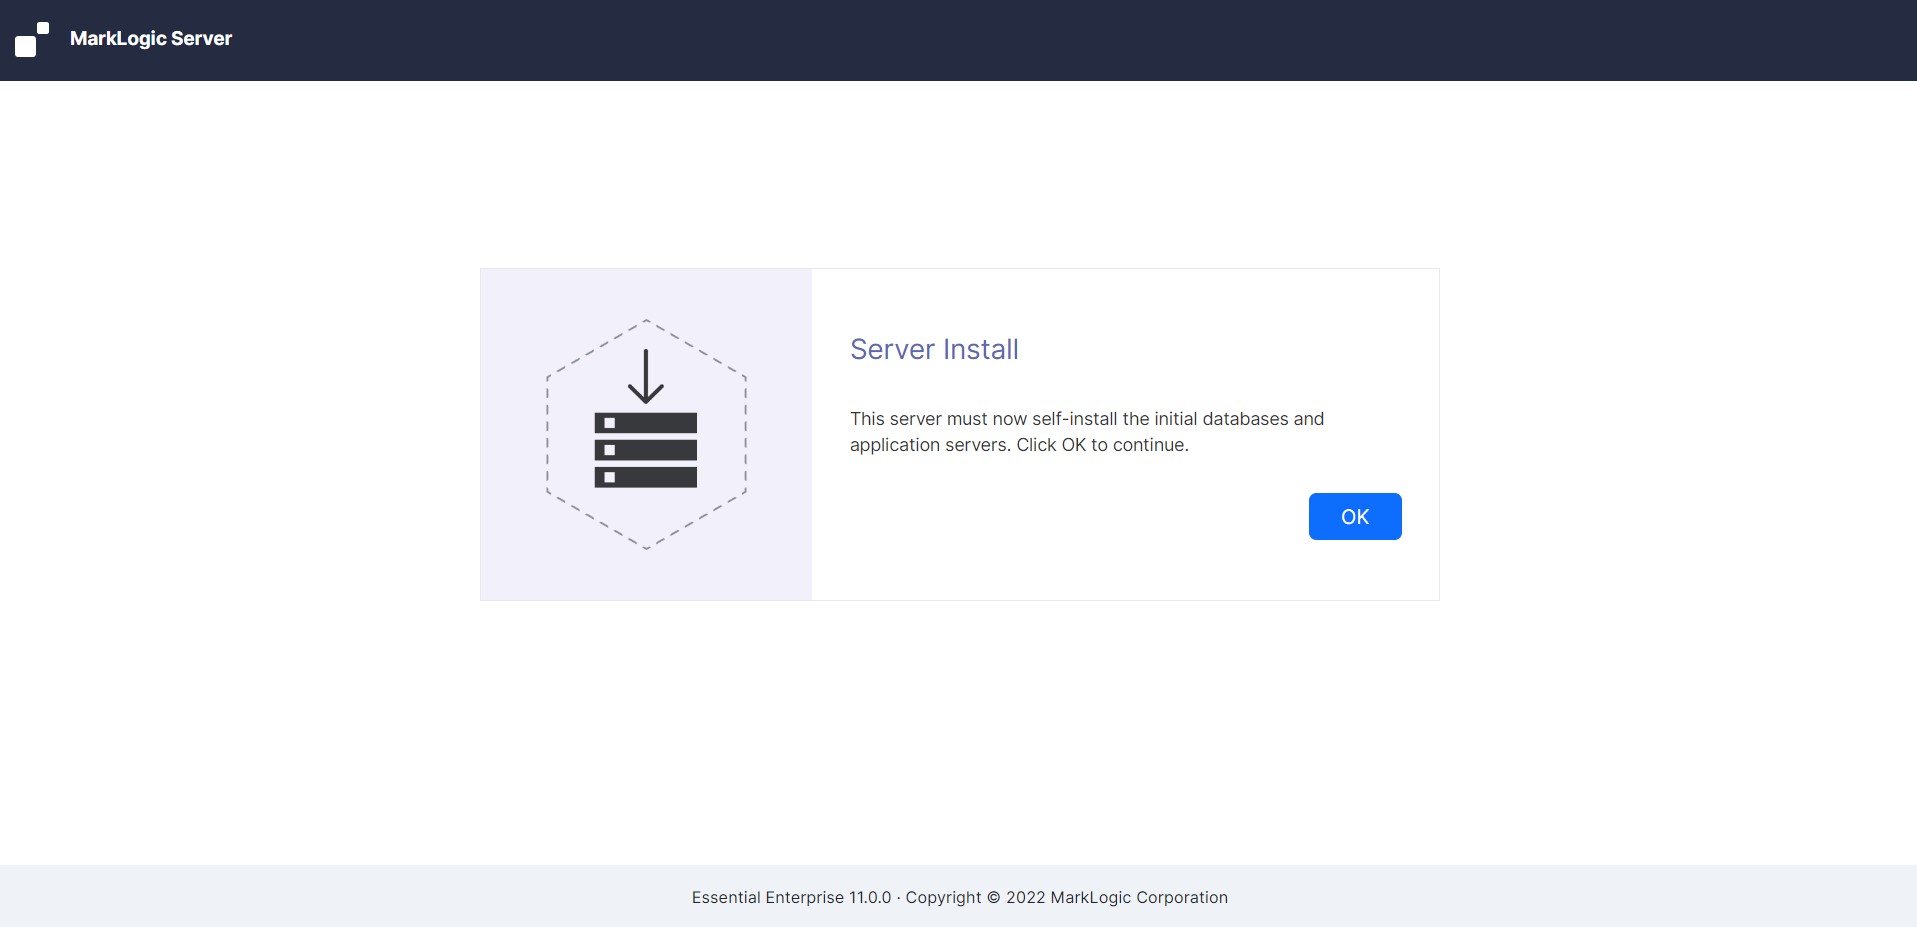 MarkLogic Server
Server Install
This server must now self-install the initial databases and
application servers. Click OK to continue.
OK
Essential Enterprise 11.0.0 · Copyright © 2022 MarkLogic Corporation